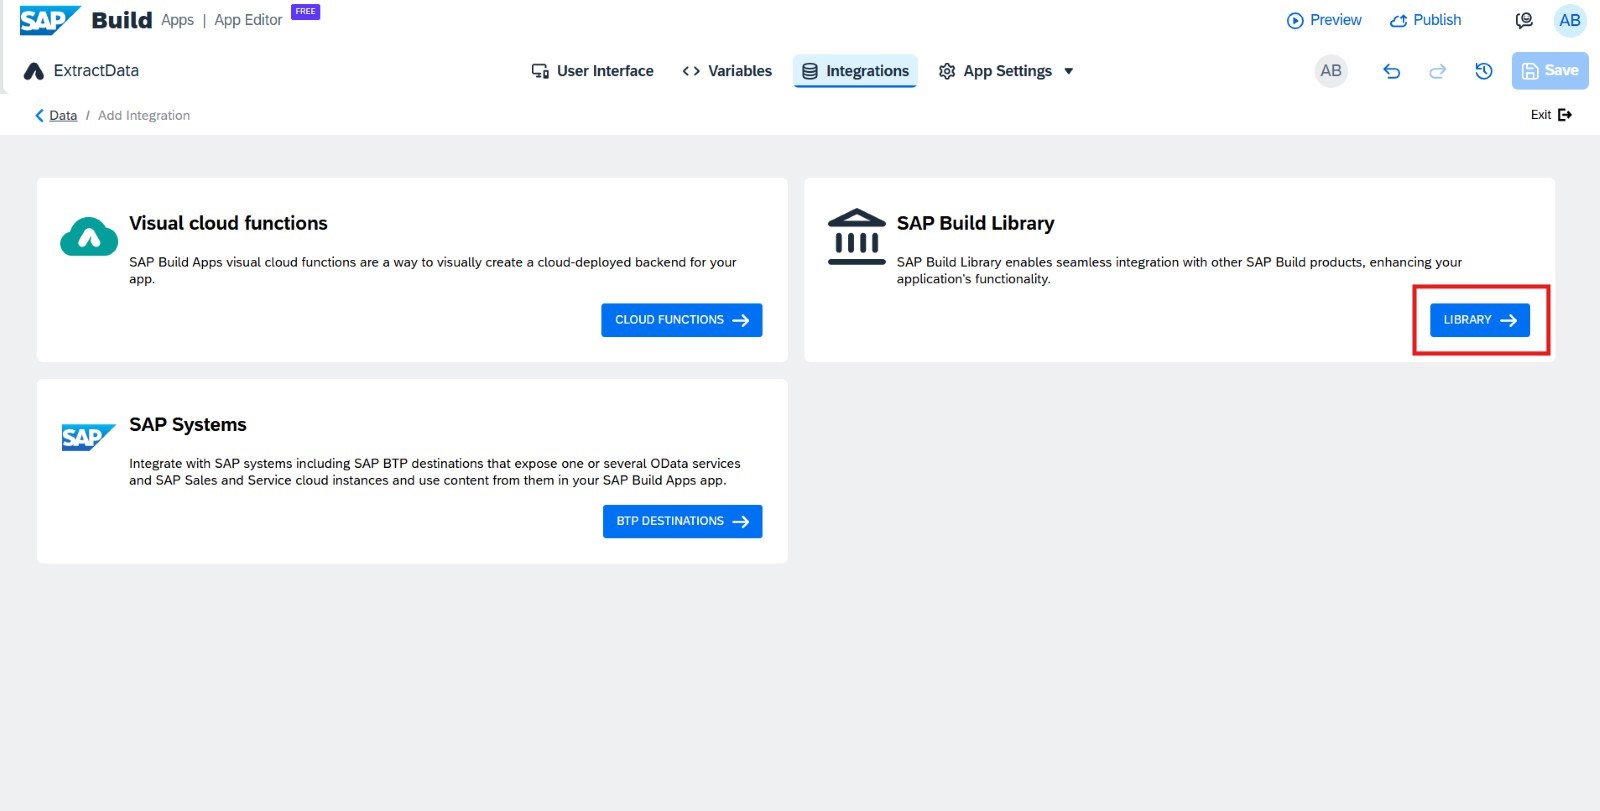 SAP Build Apps | App Editor FREE
Preview Publish AB
ExtractData User Interface Variables Integrations App Settings AB Save
Data / Add Integration Exit
Visual cloud functions
SAP Build Apps visual cloud functions are a way to visually create a cloud-deployed backend for your
app.
CLOUD FUNCTIONS
SAP Build Library
SAP Build Library enables seamless integration with other SAP Build products, enhancing your
application's functionality.
LIBRARY
SAP
SAP Systems
Integrate with SAP systems including SAP BTP destinations that expose one or several OData services
and SAP Sales and Service cloud instances and use content from them in your SAP Build Apps app.
BTP DESTINATIONS